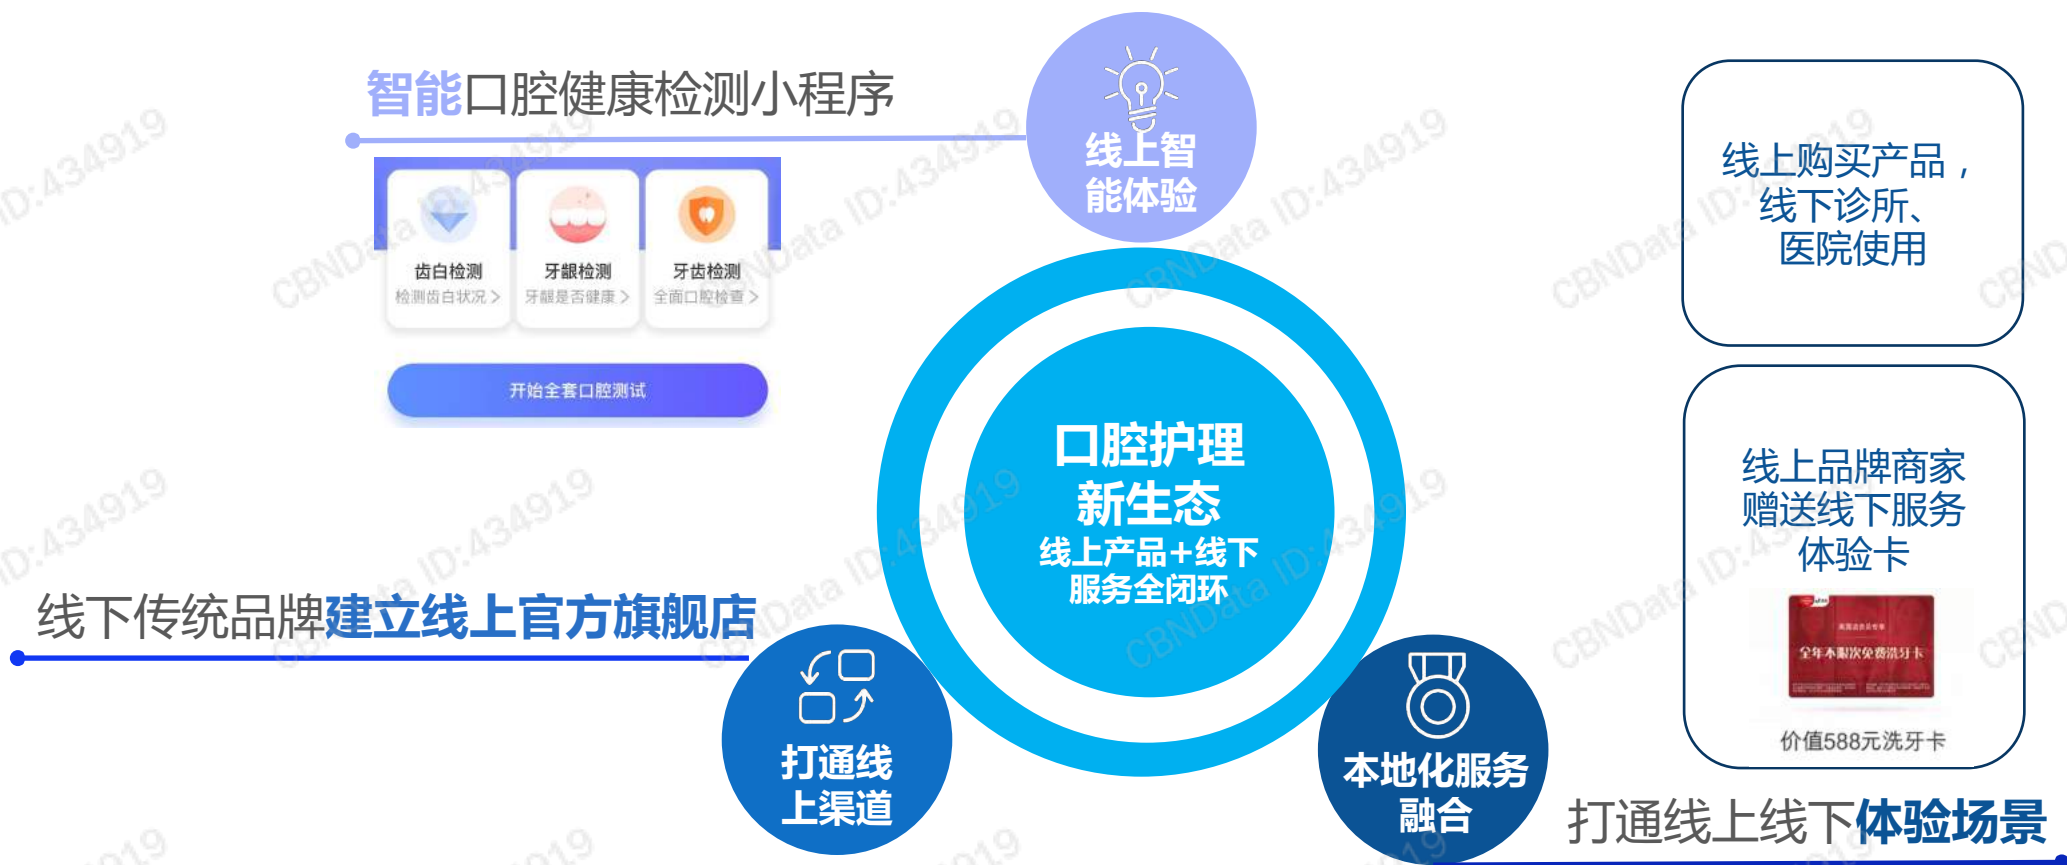 智能口腔健康检测小程序
线上智
能体验
齿白检测
检测齿白状况 >
牙龈检测
牙龈是否健康 >
牙齿检测
全面口腔检查 >
开始全套口腔测试
口腔护理
新生态
线上产品+线下
服务全闭环
线下传统品牌建立线上官方旗舰店
打通线
上渠道
本地化服务
融合
线上购买产品，
线下诊所、
医院使用
线上品牌商家
赠送线下服务
体验卡
全年不限次免费洗牙卡
价值588元洗牙卡
打通线上线下体验场景
CBNData ID:434919